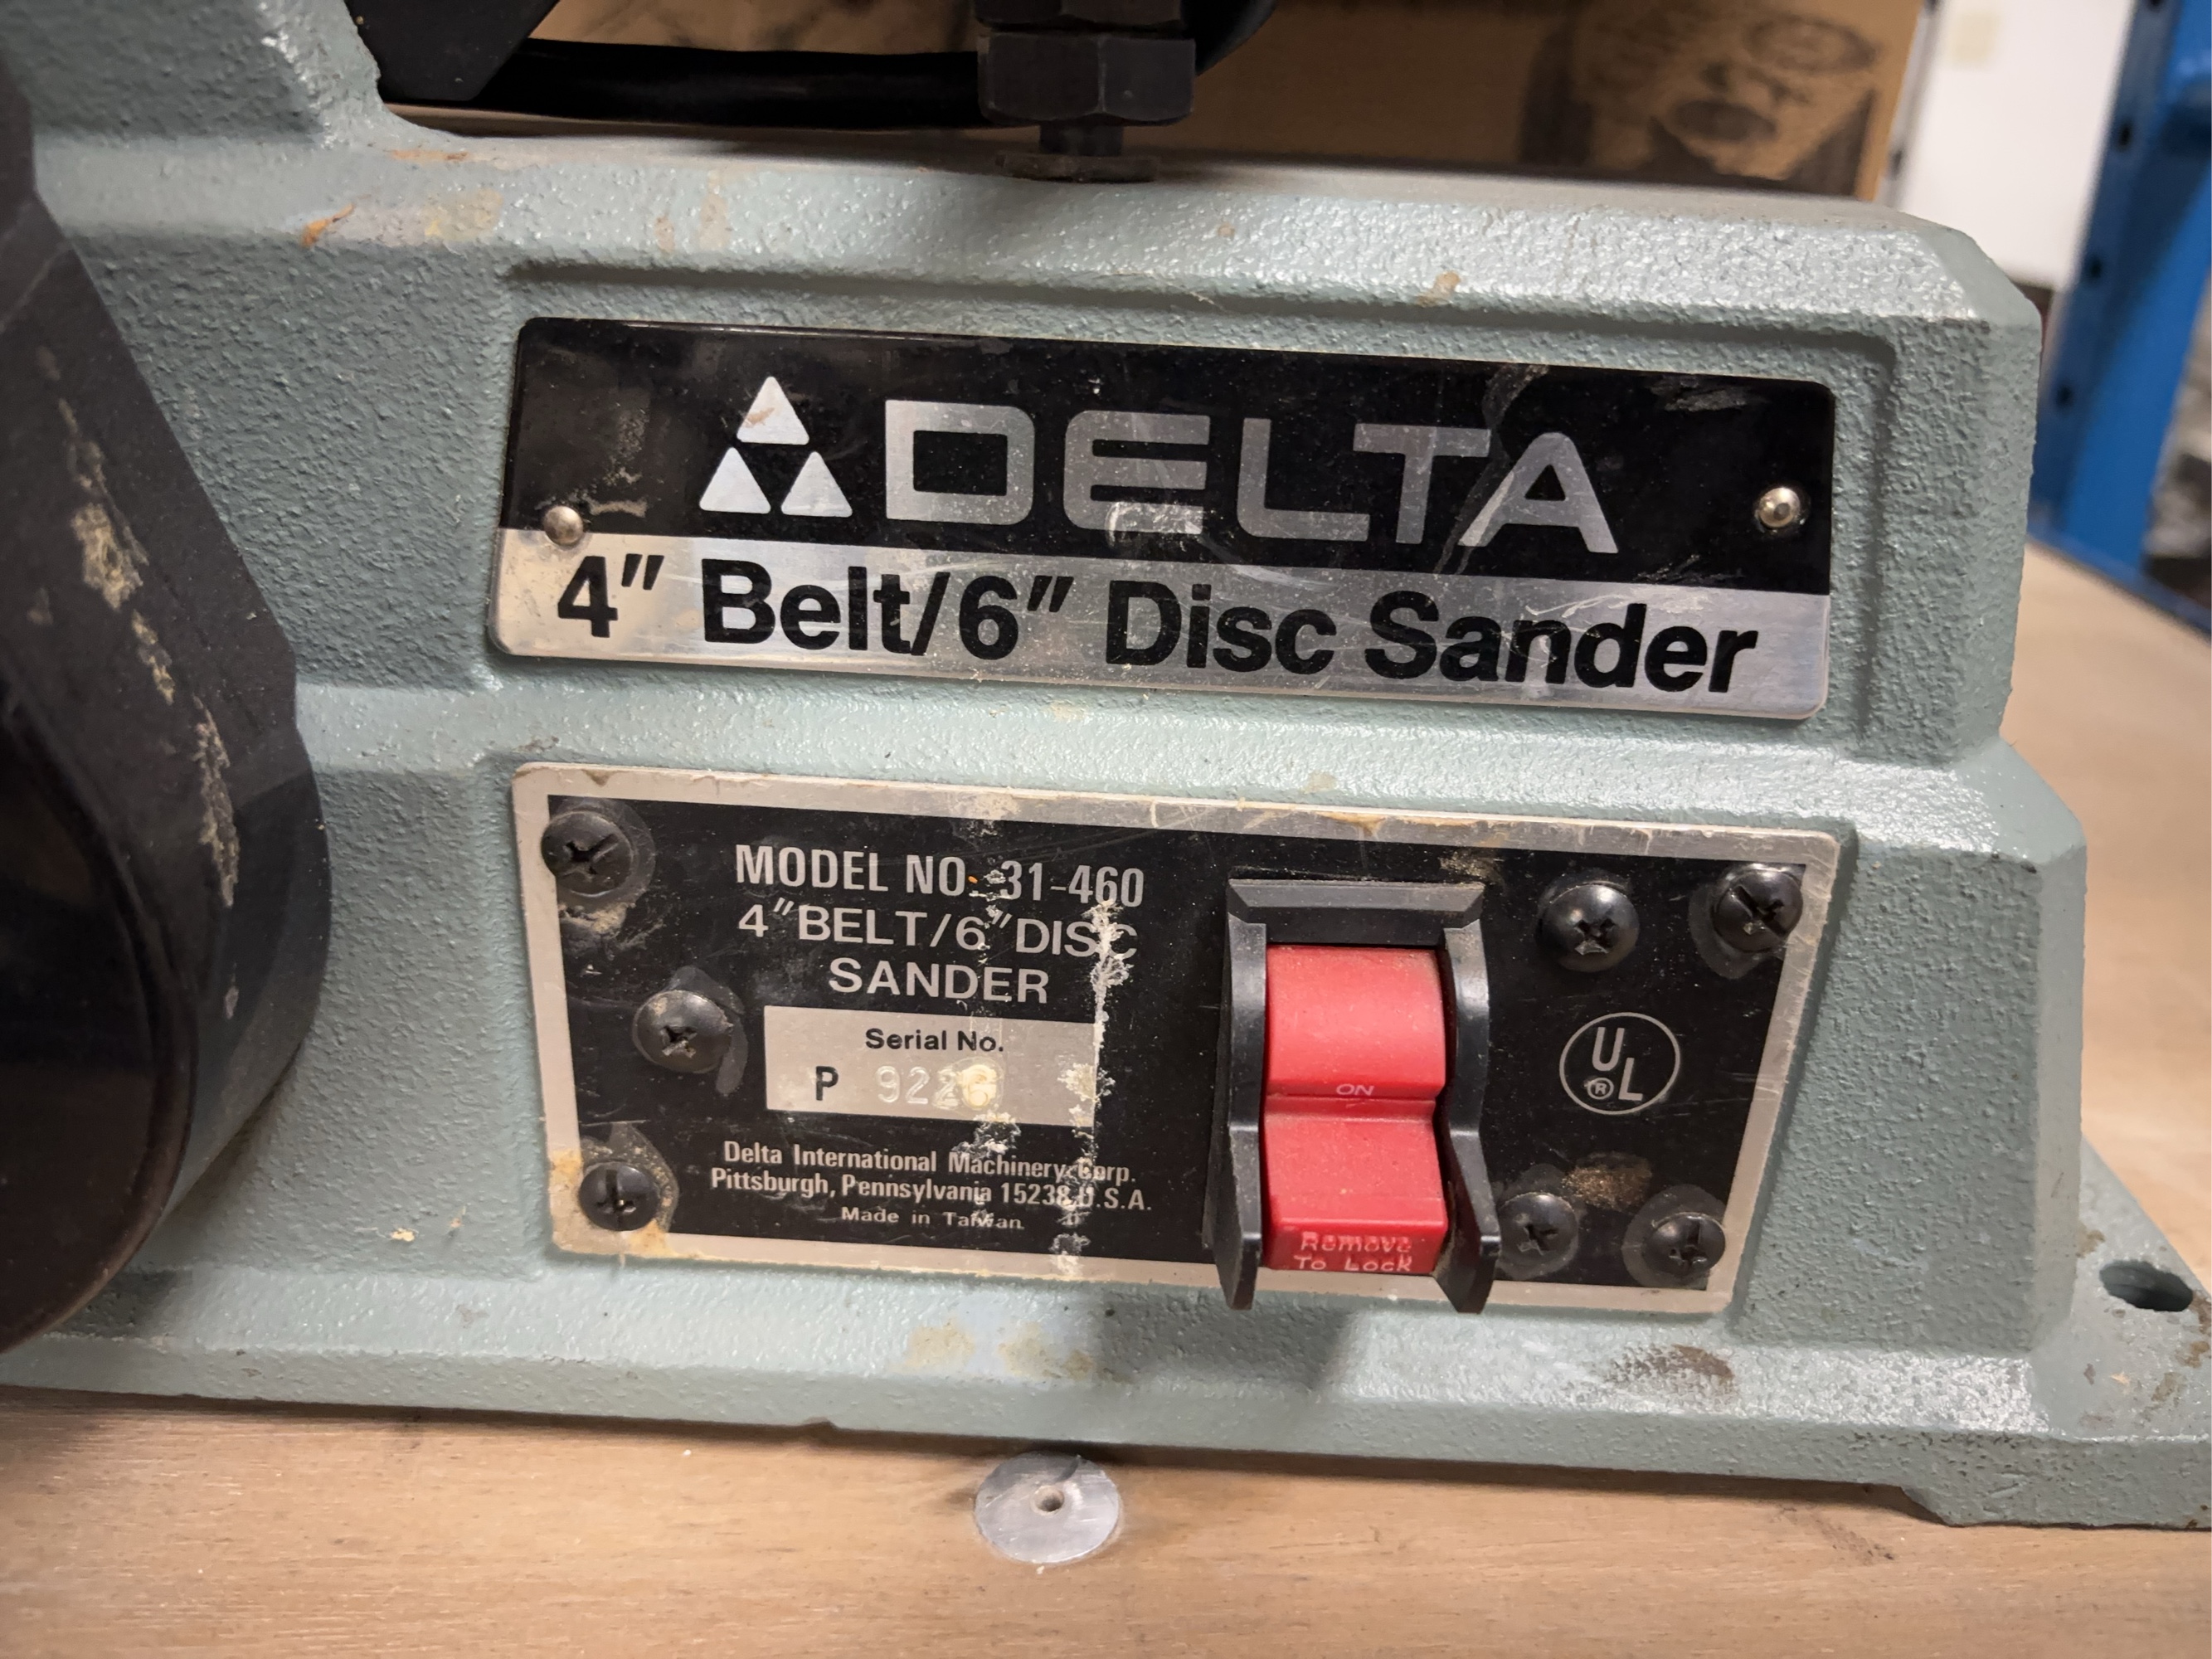 DELTA
4" Belt/6" Disc Sander
MODEL NO. 31-460
4"BELT/6"DISC
SANDER
Serial No.
P
Delta International Machinery Corp.
Pittsburgh, Pennsylvania 15238 U.S.A.
Made in Taiwan
ON
Remove
To Lock
UL
®